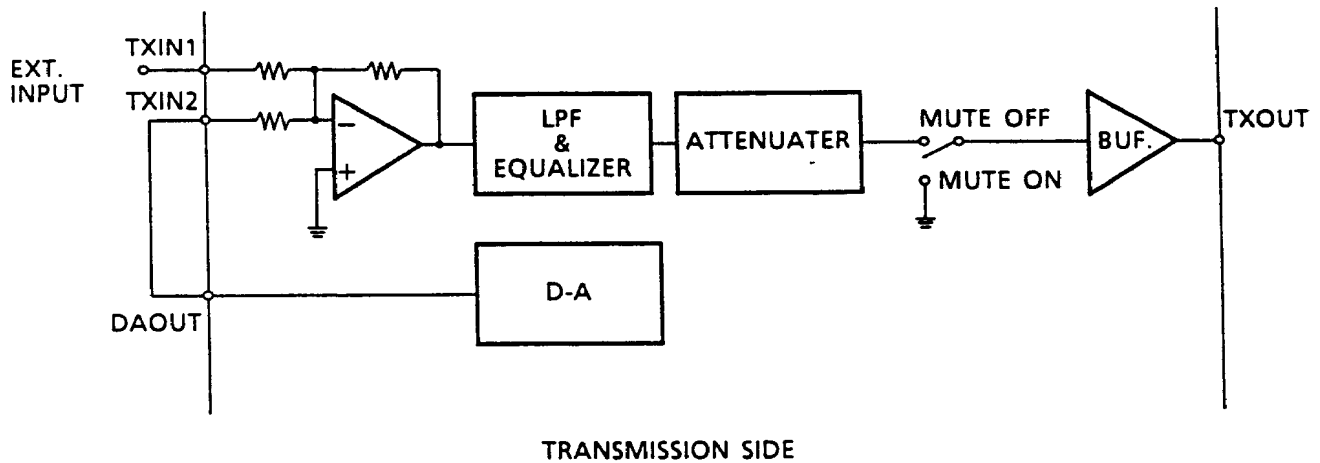 EXT.
INPUT
TXIN1
TXIN2
DAOUT
−
+
LPF
&
EQUALIZER
ATTENUATER
MUTE OFF
MUTE ON
BUF.
TXOUT
D-A
TRANSMISSION SIDE